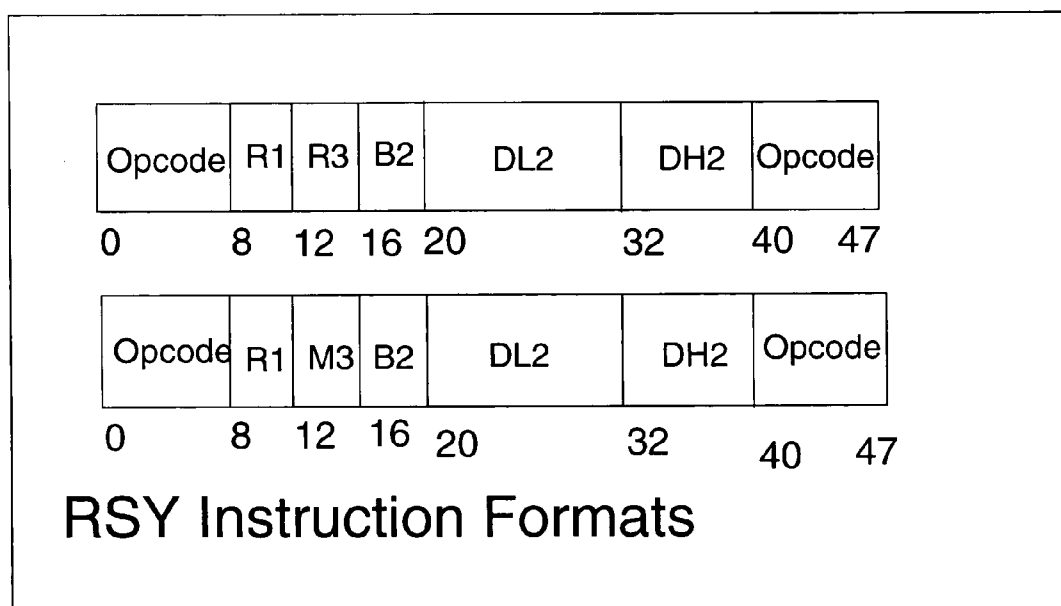 Opcode R1 R3 B2 DL2 DH2 Opcode
0 8 12 16 20 32 40 47
Opcode R1 M3 B2 DL2 DH2 Opcode
0 8 12 16 20 32 40 47
RSY Instruction Formats